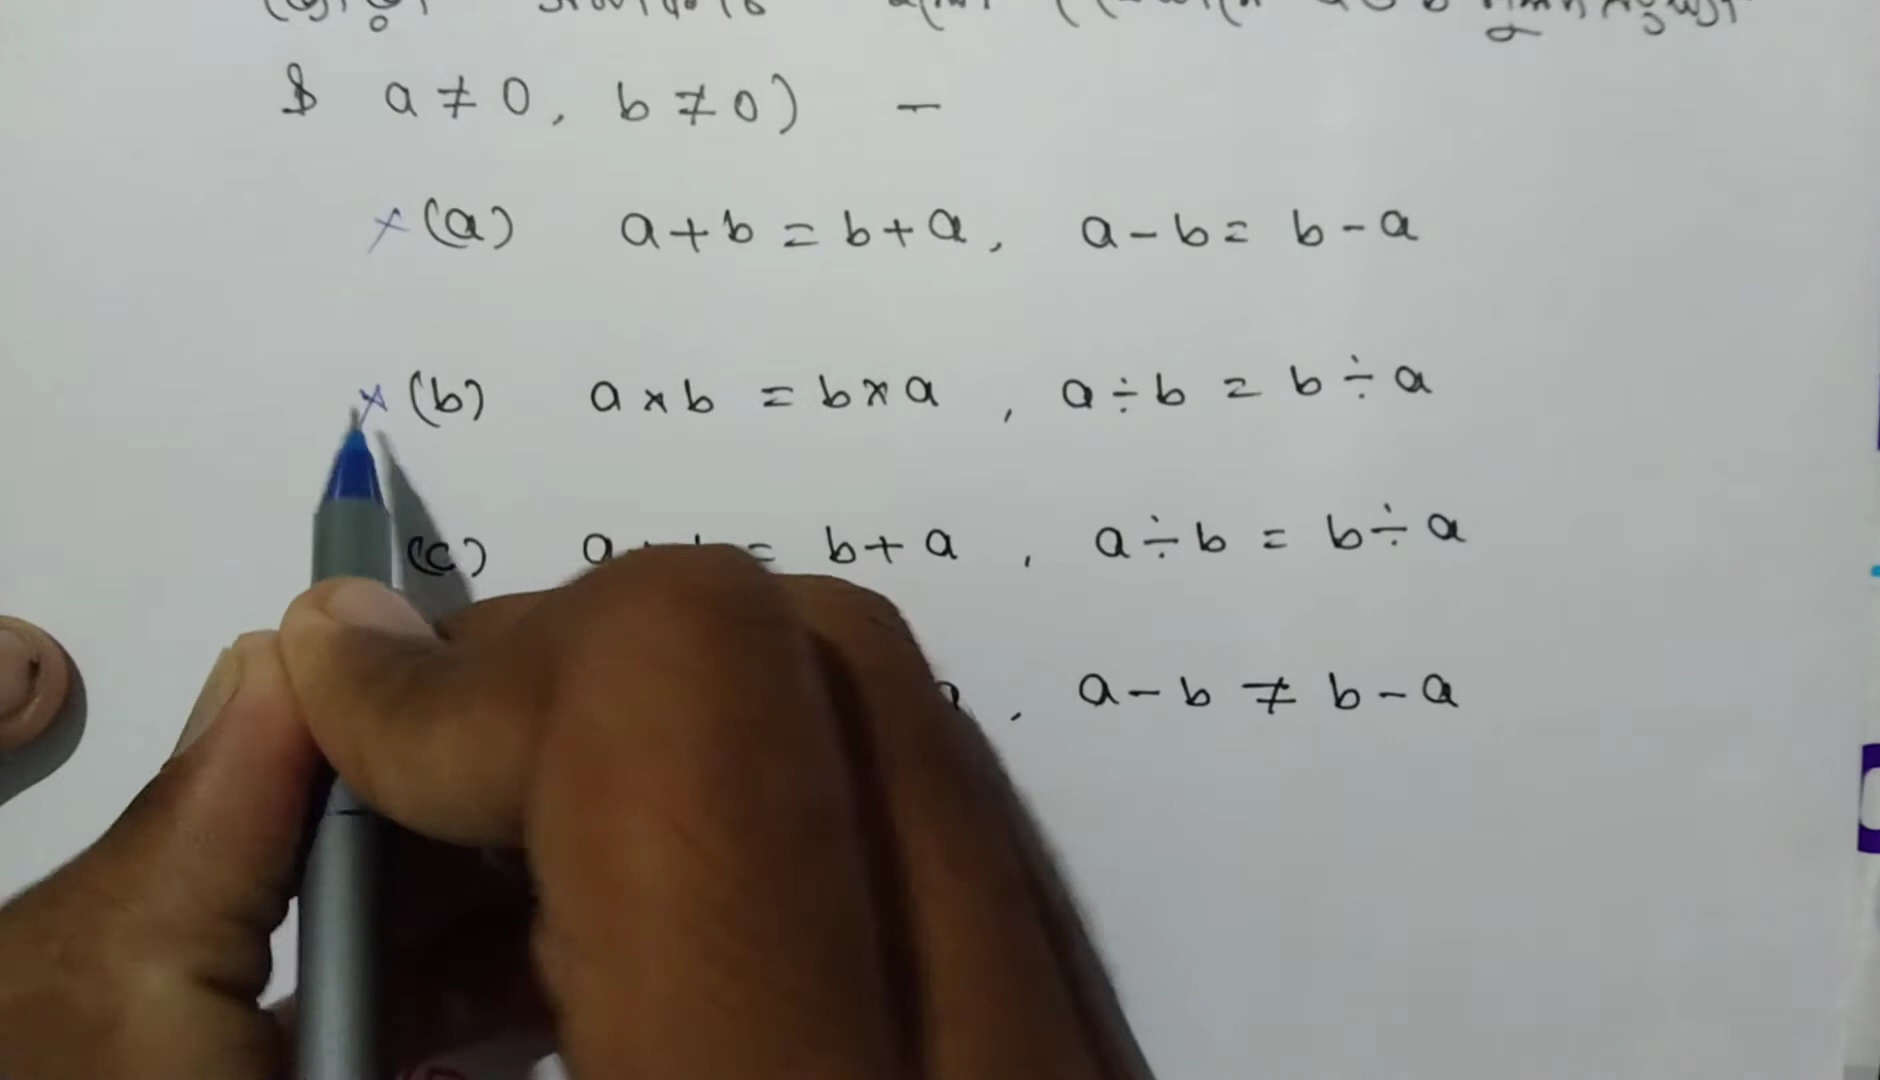 $ a ≠ 0, b ≠ 0) –
× (a) a + b = b + a, a - b = b - a
× (b) a × b = b × a, a ÷ b = b ÷ a
(c) a = b + a, a ÷ b = b ÷ a
, a - b ≠ b - a